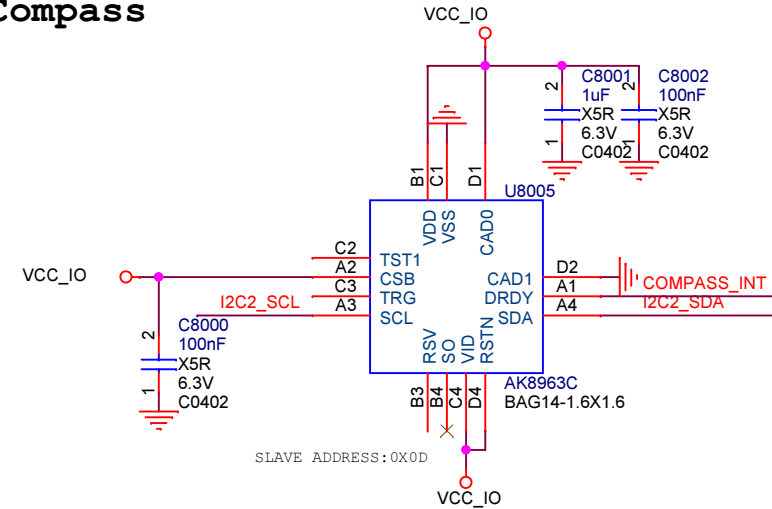 Compass
VCC_IO
C8001
1uF
X5R
6.3V
C0402
2
1
C8002
100nF
X5R
6.3V
C0402
2
1
B1
C1
D1
U8005
VDD
VSS
CAD0
C2
A2
C3
A3
TST1
CSB
TRG
SCL
VCC_IO
I2C2_SCL
C8000
100nF
X5R
6.3V
C0402
2
1
CAD1
DRDY
SDA
D2
A1
A4
COMPASS_INT
I2C2_SDA
RSV
SO
VID
RSTN
B3
B4
C4
D4
AK8963C
BAG14-1.6X1.6
SLAVE ADDRESS:0X0D
VCC_IO